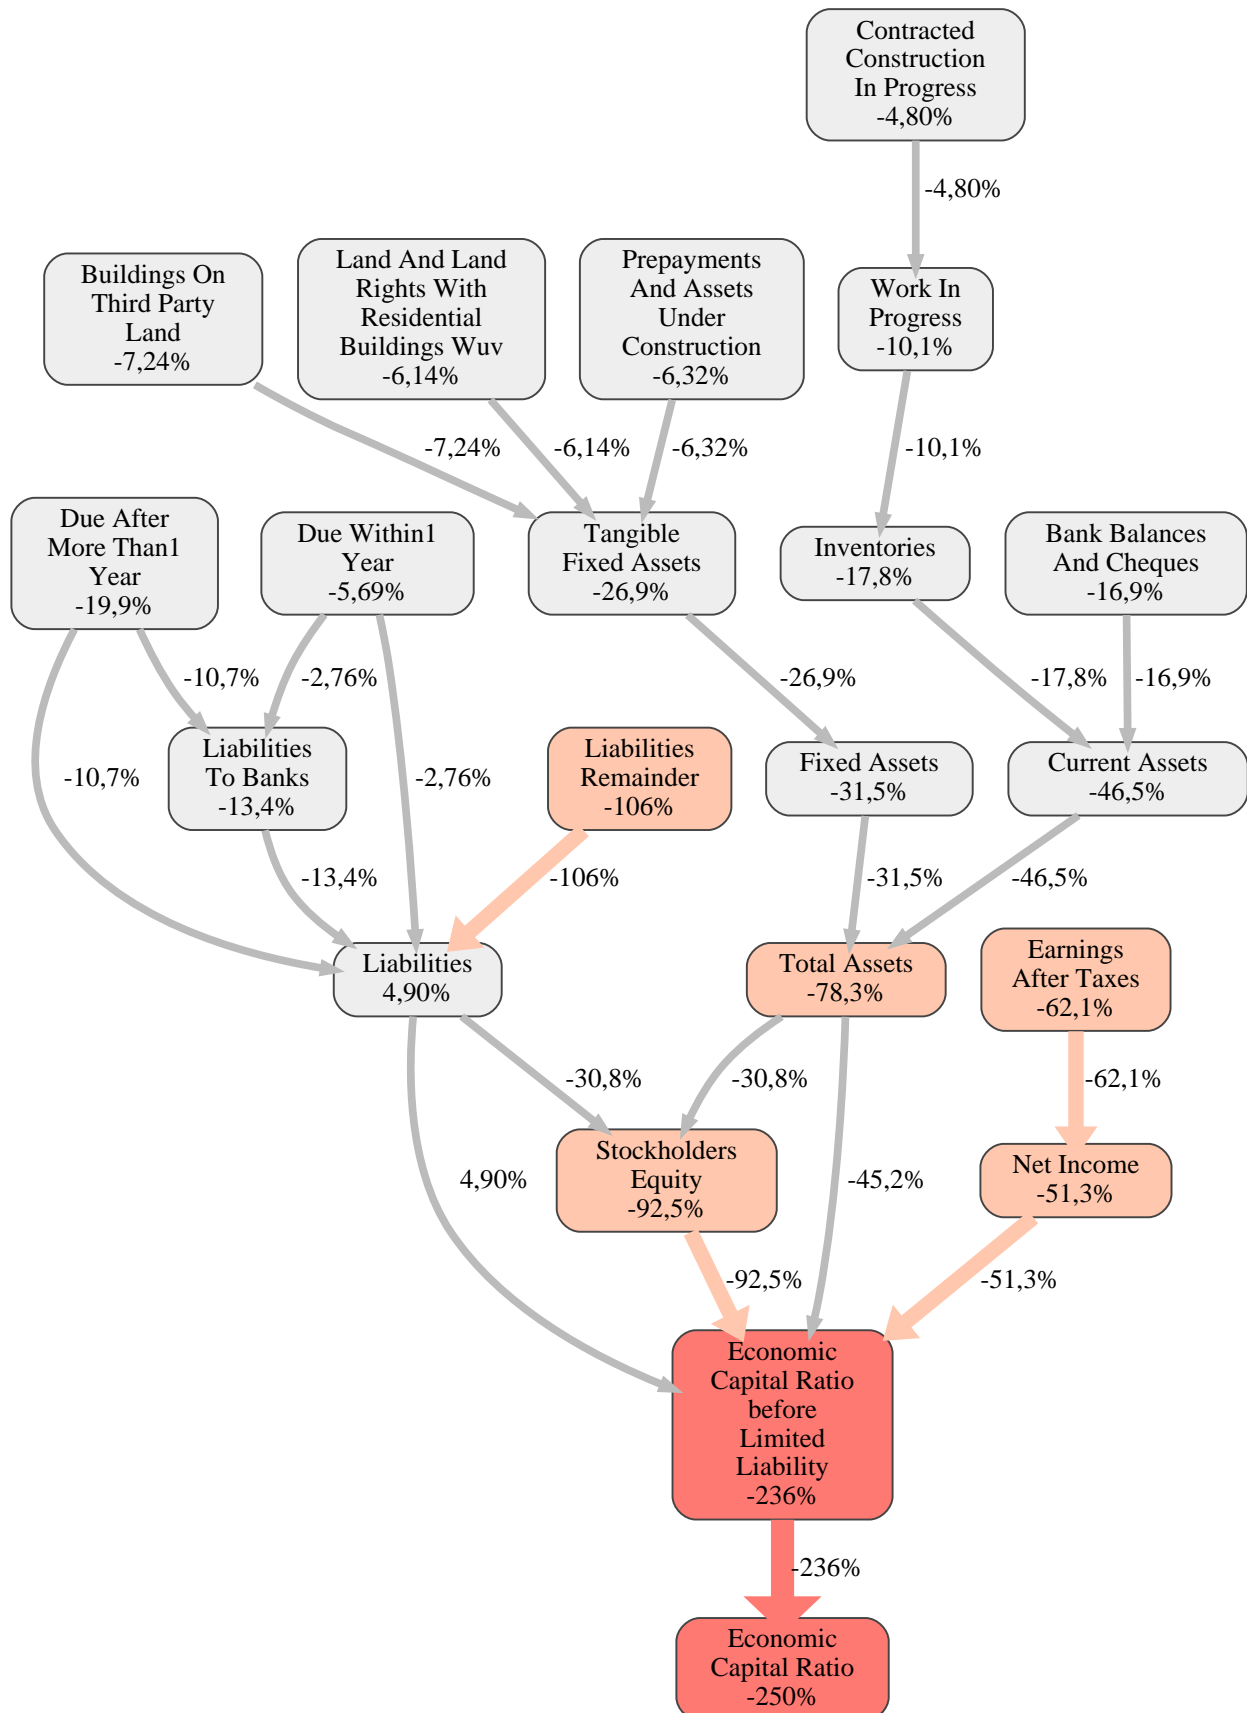 Contracted
Construction
In Progress
-4,80%
-4,80%
Buildings On
Third Party
Land
-7,24%
Land And Land
Rights With
Residential
Buildings Wuv
-6,14%
Prepayments
And Assets
Under
Construction
-6,32%
Work In
Progress
-10,1%
-7,24%
-6,14%
-6,32%
-10,1%
Due After
More Than1
Year
-19,9%
Due Within1
Year
-5,69%
Tangible
Fixed Assets
-26,9%
Inventories
-17,8%
Bank Balances
And Cheques
-16,9%
-10,7%
-2,76%
-26,9%
-17,8%
-16,9%
-10,7%
Liabilities
To Banks
-13,4%
-2,76%
Liabilities
Remainder
-106%
Fixed Assets
-31,5%
Current Assets
-46,5%
-13,4%
-106%
-31,5%
-46,5%
Liabilities
4,90%
Total Assets
-78,3%
Earnings
After Taxes
-62,1%
-30,8%
-30,8%
-62,1%
4,90%
Stockholders
Equity
-92,5%
-45,2%
Net Income
-51,3%
-92,5%
-51,3%
Economic
Capital Ratio
before
Limited
Liability
-236%
-236%
Economic
Capital Ratio
-250%